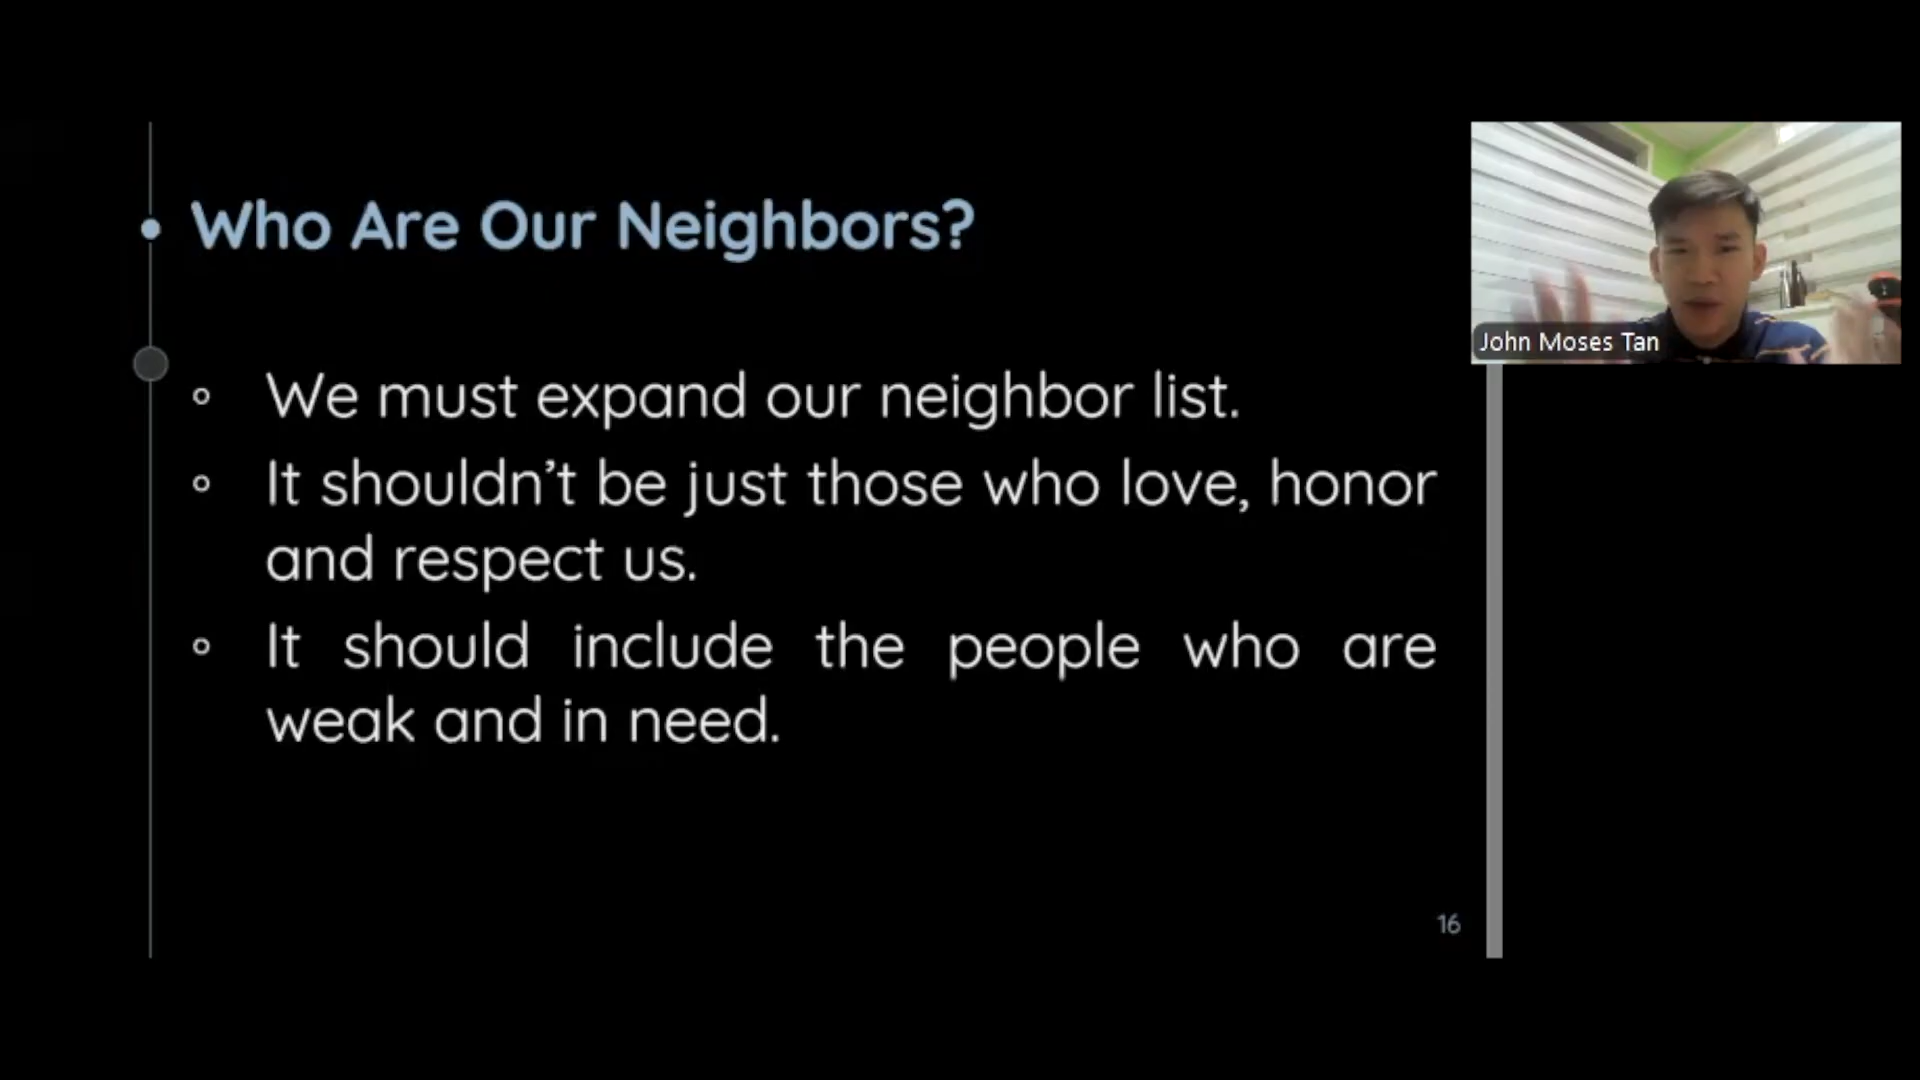 Who Are Our Neighbors?
We must expand our neighbor list.
It shouldn’t be just those who love, honor
and respect us.
It should include the people who are
weak and in need.
16
John Moses Tan